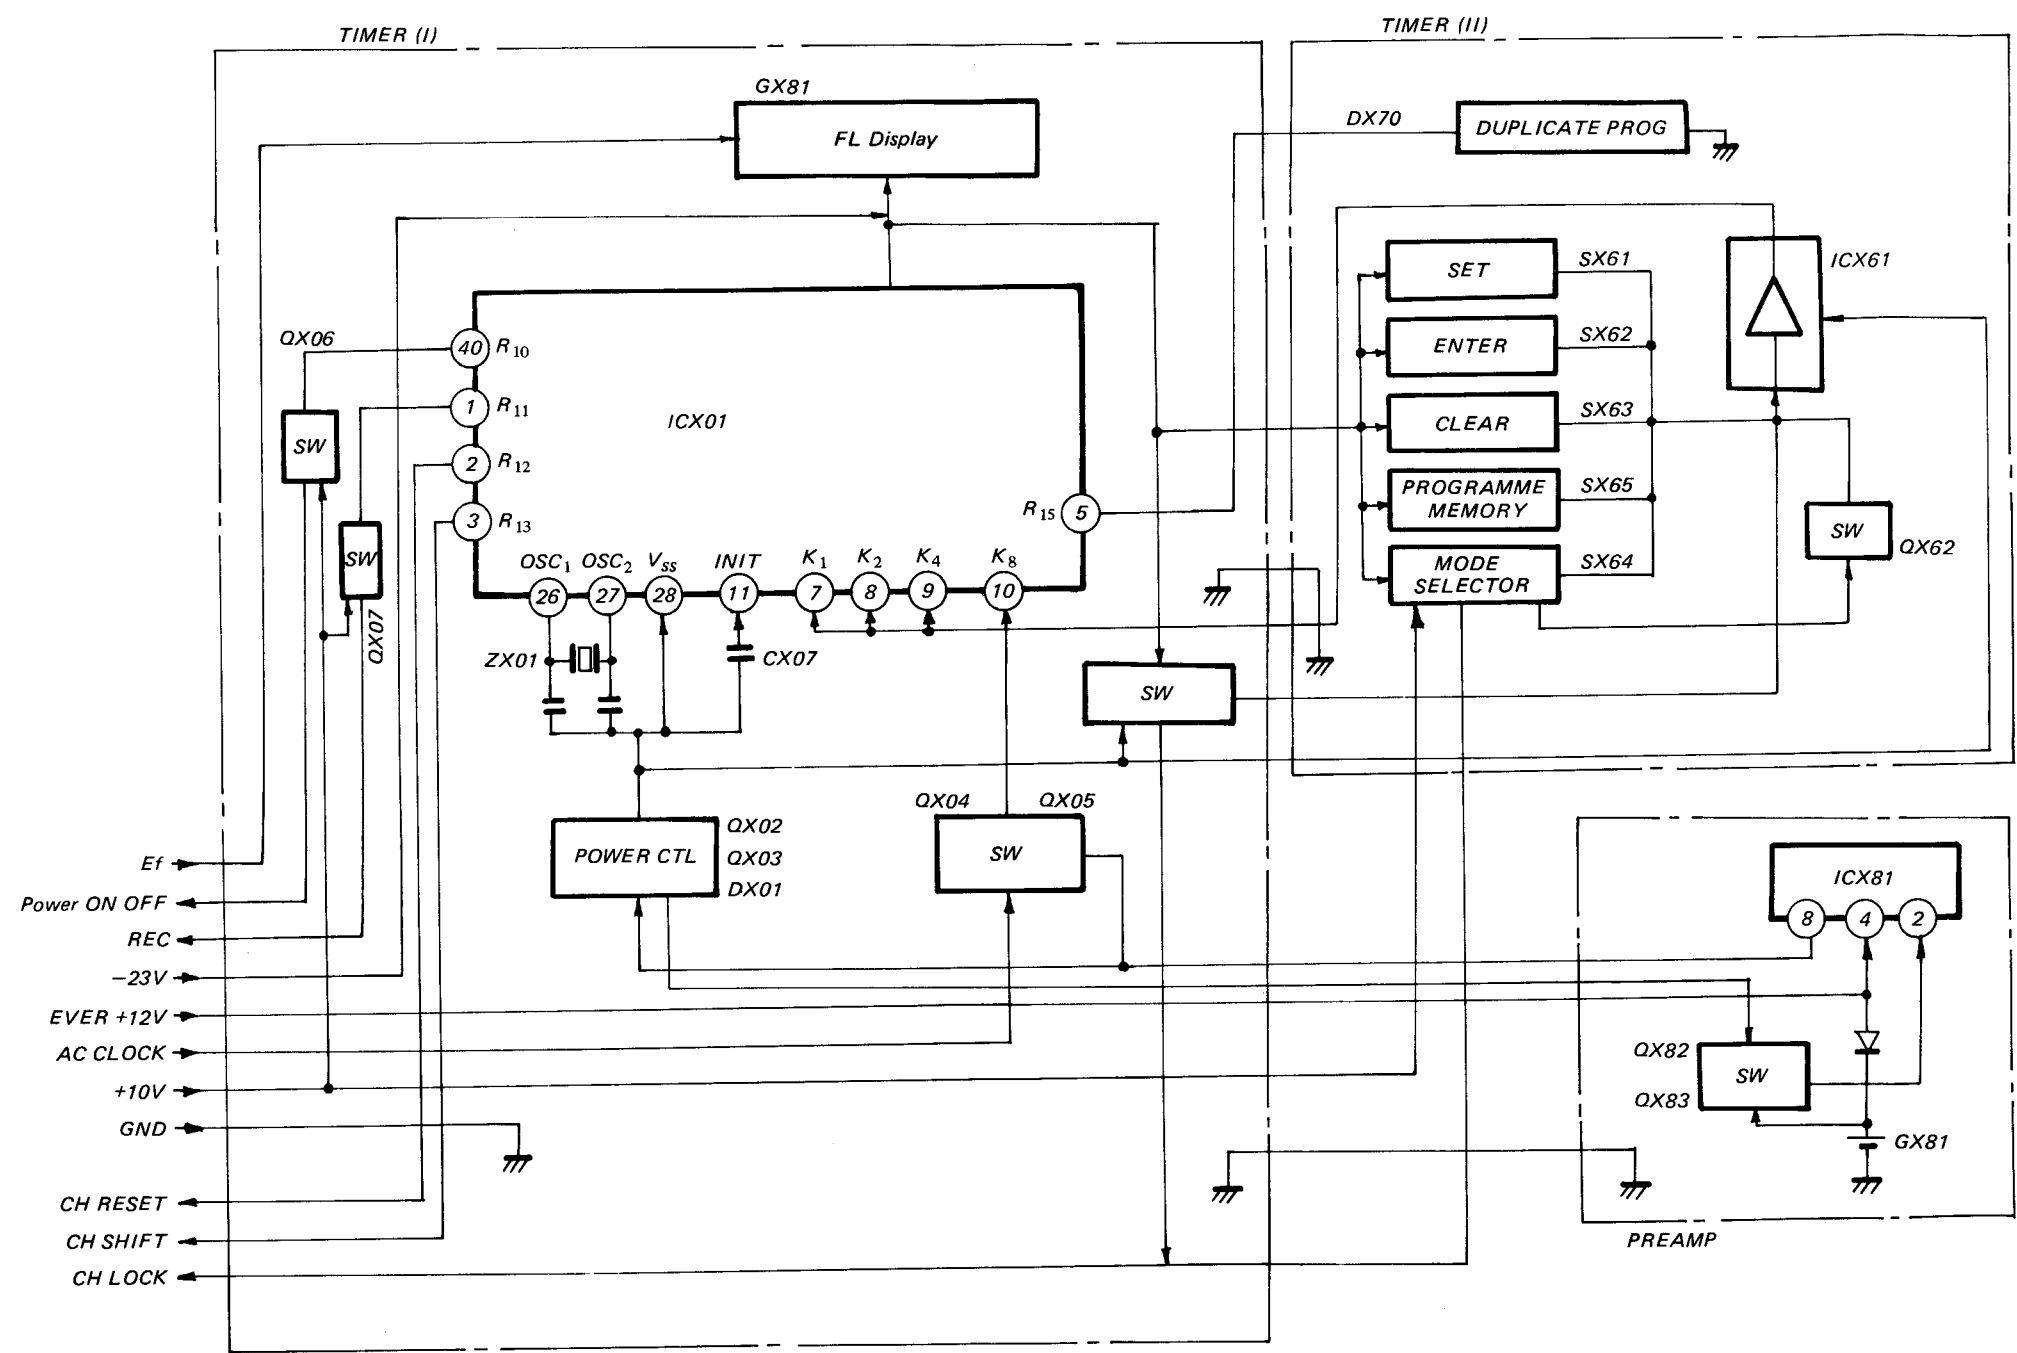 TIMER (I)
TIMER (II)
GX81
FL Display
DX70
DUPLICATE PROG
SET
SX61
ICX61
ENTER
SX62
CLEAR
SX63
PROGRAMME
MEMORY
SX65
MODE
SELECTOR
SX64
SW
QX62
QX06
SW
SW
QX07
40 R10
1 R11
2 R12
3 R13
ICX01
R15 5
OSC1 OSC2 VSS INIT K1 K2 K4 K8
26 27 28 11 7 8 9 10
ZX01
CX07
SW
POWER CTL
QX02
QX03
DX01
QX04
QX05
SW
ICX81
8 4 2
QX82
QX83
SW
GX81
PREAMP
Ef
Power ON OFF
REC
−23V
EVER +12V
AC CLOCK
+10V
GND
CH RESET
CH SHIFT
CH LOCK